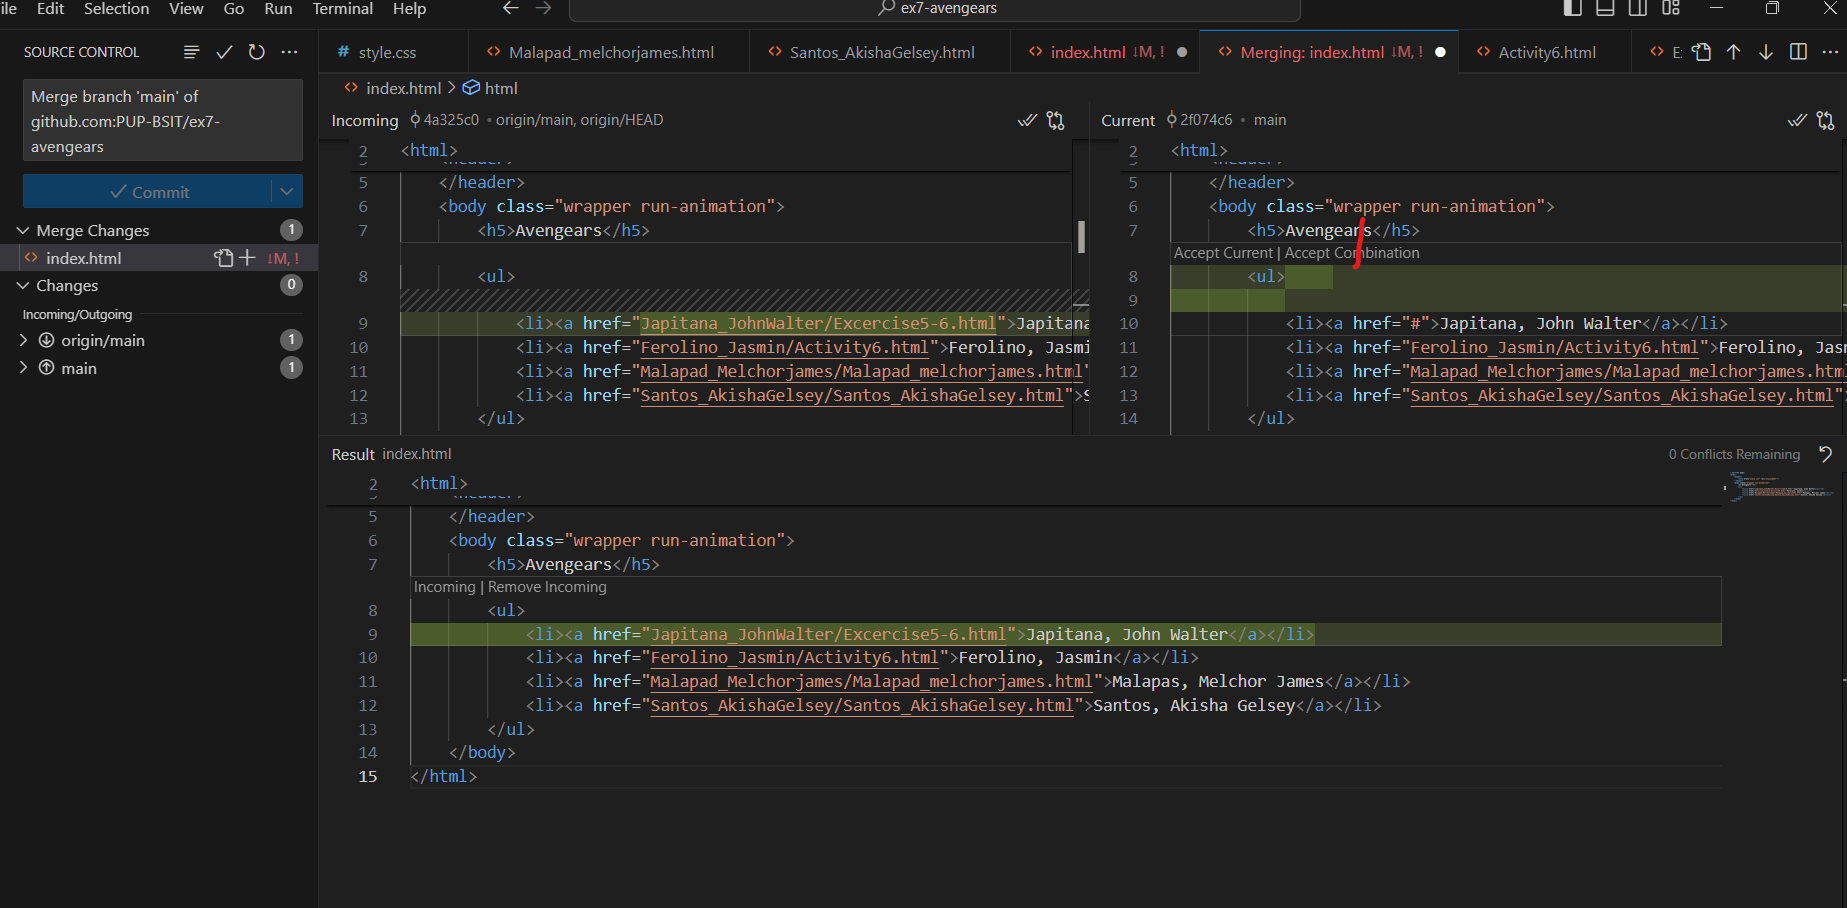 ile Edit Selection View Go Run Terminal Help ex7-avengears
SOURCE CONTROL
style.css Malapad_melchorjames.html Santos_AkishaGelsey.html index.html ↓M, ! Merging: index.html ↓M, ! Activity6.html
index.html > html
Merge branch 'main' of
github.com:PUP-BSIT/ex7-
avengears
Commit
Merge Changes 1
index.html ↓M, !
Changes 0
Incoming/Outgoing
origin/main 1
main 1
Incoming 4a325c0 • origin/main, origin/HEAD
2 <html>
5 </header>
6 <body class="wrapper run-animation">
7 <h5>Avengears</h5>
8 <ul>
9 <li><a href="Japitana_JohnWalter/Excercise5-6.html">Japitana
10 <li><a href="Ferolino_Jasmin/Activity6.html">Ferolino, Jasmi
11 <li><a href="Malapad_Melchorjames/Malapad_melchorjames.html"
12 <li><a href="Santos_AkishaGelsey/Santos_AkishaGelsey.html">S
13 </ul>
Current 2f074c6 • main
2 <html>
5 </header>
6 <body class="wrapper run-animation">
7 <h5>Avengears</h5>
Accept Current | Accept Combination
8 <ul>
9
10 <li><a href="#">Japitana, John Walter</a></li>
11 <li><a href="Ferolino_Jasmin/Activity6.html">Ferolino, Jas
12 <li><a href="Malapad_Melchorjames/Malapad_melchorjames.htm
13 <li><a href="Santos_AkishaGelsey/Santos_AkishaGelsey.html"
14 </ul>
Result index.html 0 Conflicts Remaining
2 <html>
5 </header>
6 <body class="wrapper run-animation">
7 <h5>Avengears</h5>
Incoming | Remove Incoming
8 <ul>
9 <li><a href="Japitana_JohnWalter/Excercise5-6.html">Japitana, John Walter</a></li>
10 <li><a href="Ferolino_Jasmin/Activity6.html">Ferolino, Jasmin</a></li>
11 <li><a href="Malapad_Melchorjames/Malapad_melchorjames.html">Malapas, Melchor James</a></li>
12 <li><a href="Santos_AkishaGelsey/Santos_AkishaGelsey.html">Santos, Akisha Gelsey</a></li>
13 </ul>
14 </body>
15 </html>